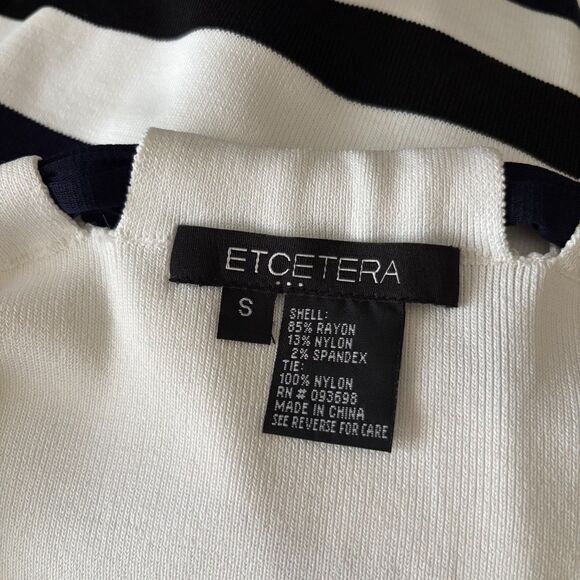 ETCETERA
...
S
SHELL:
85% RAYON
13% NYLON
2% SPANDEX
TIE:
100% NYLON
RN # 093698
MADE IN CHINA
SEE REVERSE FOR CARE